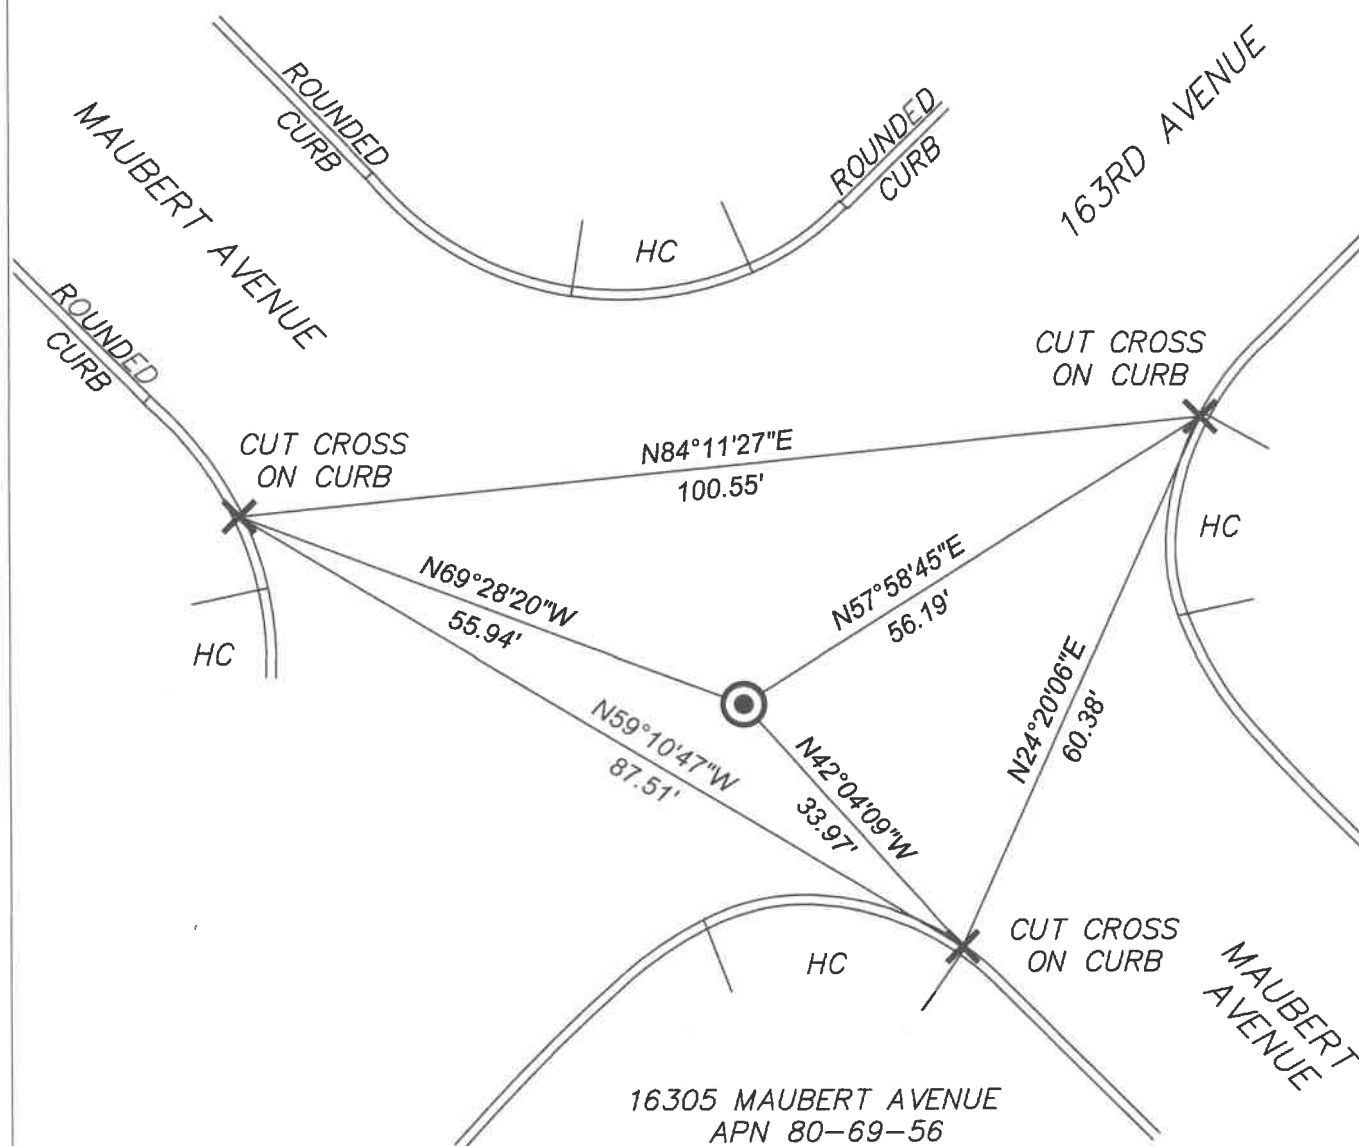 ROUNDED
CURB
MAUBERT AVENUE
ROUNDED
CURB
163RD AVENUE
HC
ROUNDED
CURB
CUT CROSS
ON CURB
CUT CROSS
ON CURB
N84°11'27"E
100.55'
HC
N69°28'20"W
55.94'
N57°58'45"E
56.19'
HC
N24°20'06"E
60.38'
N59°10'47"W
87.51'
N42°04'09"W
33.97'
HC
CUT CROSS
ON CURB
MAUBERT
AVENUE
16305 MAUBERT AVENUE
APN 80-69-56